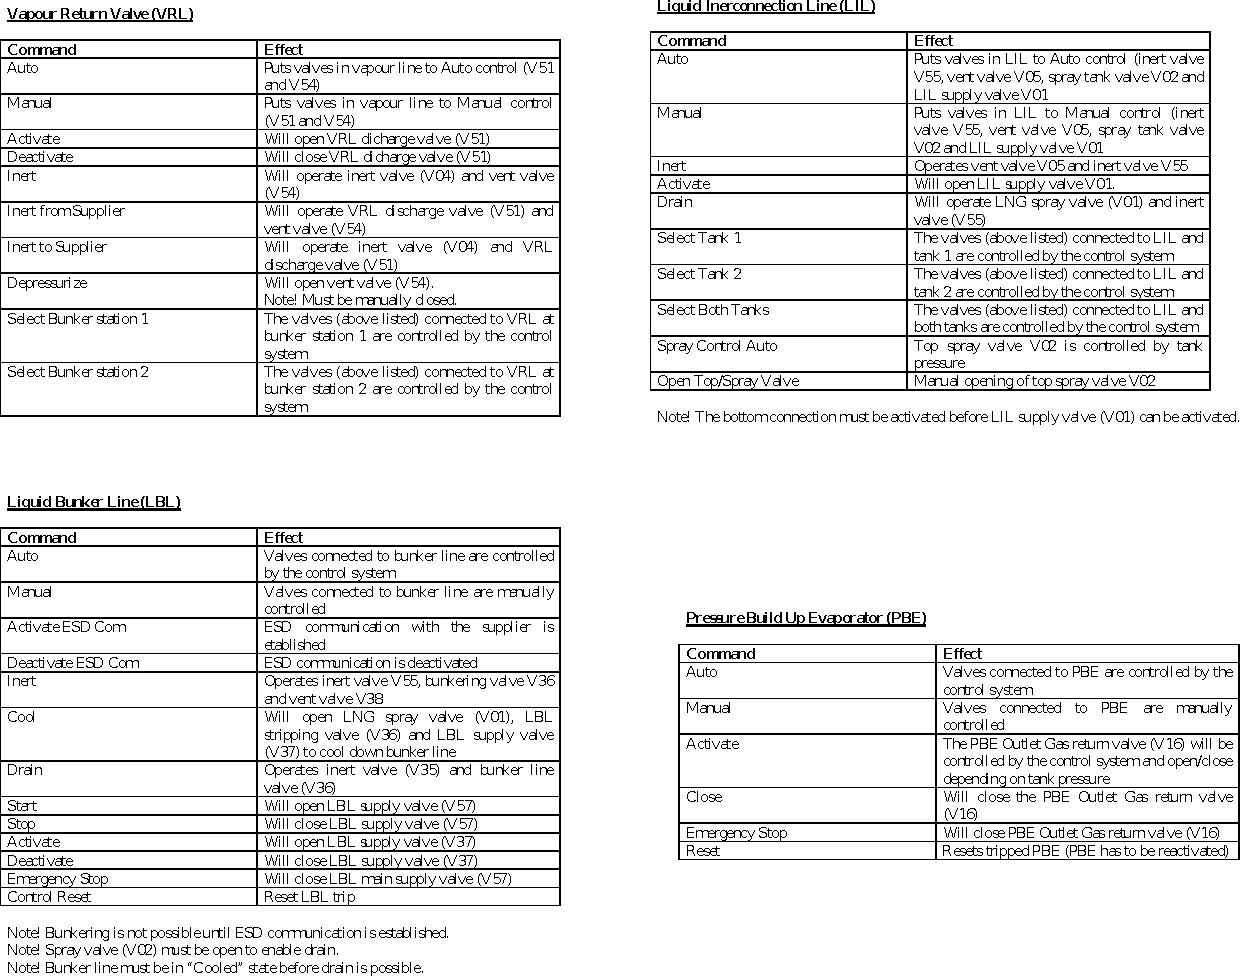 Vapour Return Valve (VRL)
Command Effect
Auto Puts valves in vapour line to Auto control (V51
and V54)
Manual Puts valves in vapour line to Manual control
(V51 and V54)
Activate Will open VRL dicharge valve (V51)
Deactivate Will close VRL dicharge valve (V51)
Inert Will operate inert valve (V04) and vent valve
(V54)
Inert from Supplier Will operate VRL discharge valve (V51) and
vent valve (V54)
Inert to Supplier Will operate inert valve (V04) and VRL
discharge valve (V51)
Depressurize Will open vent valve (V54).
Note! Must be manually closed.
Select Bunker station 1 The valves (above listed) connected to VRL at
bunker station 1 are controlled by the control
system
Select Bunker station 2 The valves (above listed) connected to VRL at
bunker station 2 are controlled by the control
system
Liquid Inerconnection Line (LIL)
Command Effect
Auto Puts valves in LIL to Auto control (inert valve
V55, vent valve V05, spray tank valve V02 and
LIL supply valve V01
Manual Puts valves in LIL to Manual control (inert
valve V55, vent valve V05, spray tank valve
V02 and LIL supply valve V01
Inert Operates vent valve V05 and inert valve V55
Activate Will open LIL supply valve V01.
Drain Will operate LNG spray valve (V01) and inert
valve (V55)
Select Tank 1 The valves (above listed) connected to LIL and
tank 1 are controlled by the control system
Select Tank 2 The valves (above listed) connected to LIL and
tank 2 are controlled by the control system
Select Both Tanks The valves (above listed) connected to LIL and
both tanks are controlled by the control system
Spray Control Auto Top spray valve V02 is controlled by tank
pressure
Open Top/Spray Valve Manual opening of top spray valve V02
Note! The bottom connection must be activated before LIL supply valve (V01) can be activated.
Liquid Bunker Line (LBL)
Command Effect
Auto Valves connected to bunker line are controlled
by the control system
Manual Valves connected to bunker line are manually
controlled
Activate ESD Com ESD communication with the supplier is
etablished
Deactivate ESD Com ESD communication is deactivated
Inert Operates inert valve V55, bunkering valve V36
and vent valve V38
Cool Will open LNG spray valve (V01), LBL
stripping valve (V36) and LBL supply valve
(V37) to cool down bunker line
Drain Operates inert valve (V35) and bunker line
valve (V36)
Start Will open LBL supply valve (V57)
Stop Will close LBL supply valve (V57)
Activate Will open LBL supply valve (V37)
Deactivate Will close LBL supply valve (V37)
Emergency Stop Will close LBL main supply valve (V57)
Control Reset Reset LBL trip
Note! Bunkering is not possible until ESD communication is established.
Note! Spray valve (V02) must be open to enable drain.
Note! Bunker line must be in "Cooled" state before drain is possible.
Pressure Build Up Evaporator (PBE)
Command Effect
Auto Valves connected to PBE are controlled by the
control system
Manual Valves connected to PBE are manually
controlled
Activate The PBE Outlet Gas return valve (V16) will be
controlled by the control system and open/close
depending on tank pressure
Close Will close the PBE Outlet Gas return valve
(V16)
Emergency Stop Will close PBE Outlet Gas return valve (V16)
Reset Resets tripped PBE (PBE has to be reactivated)